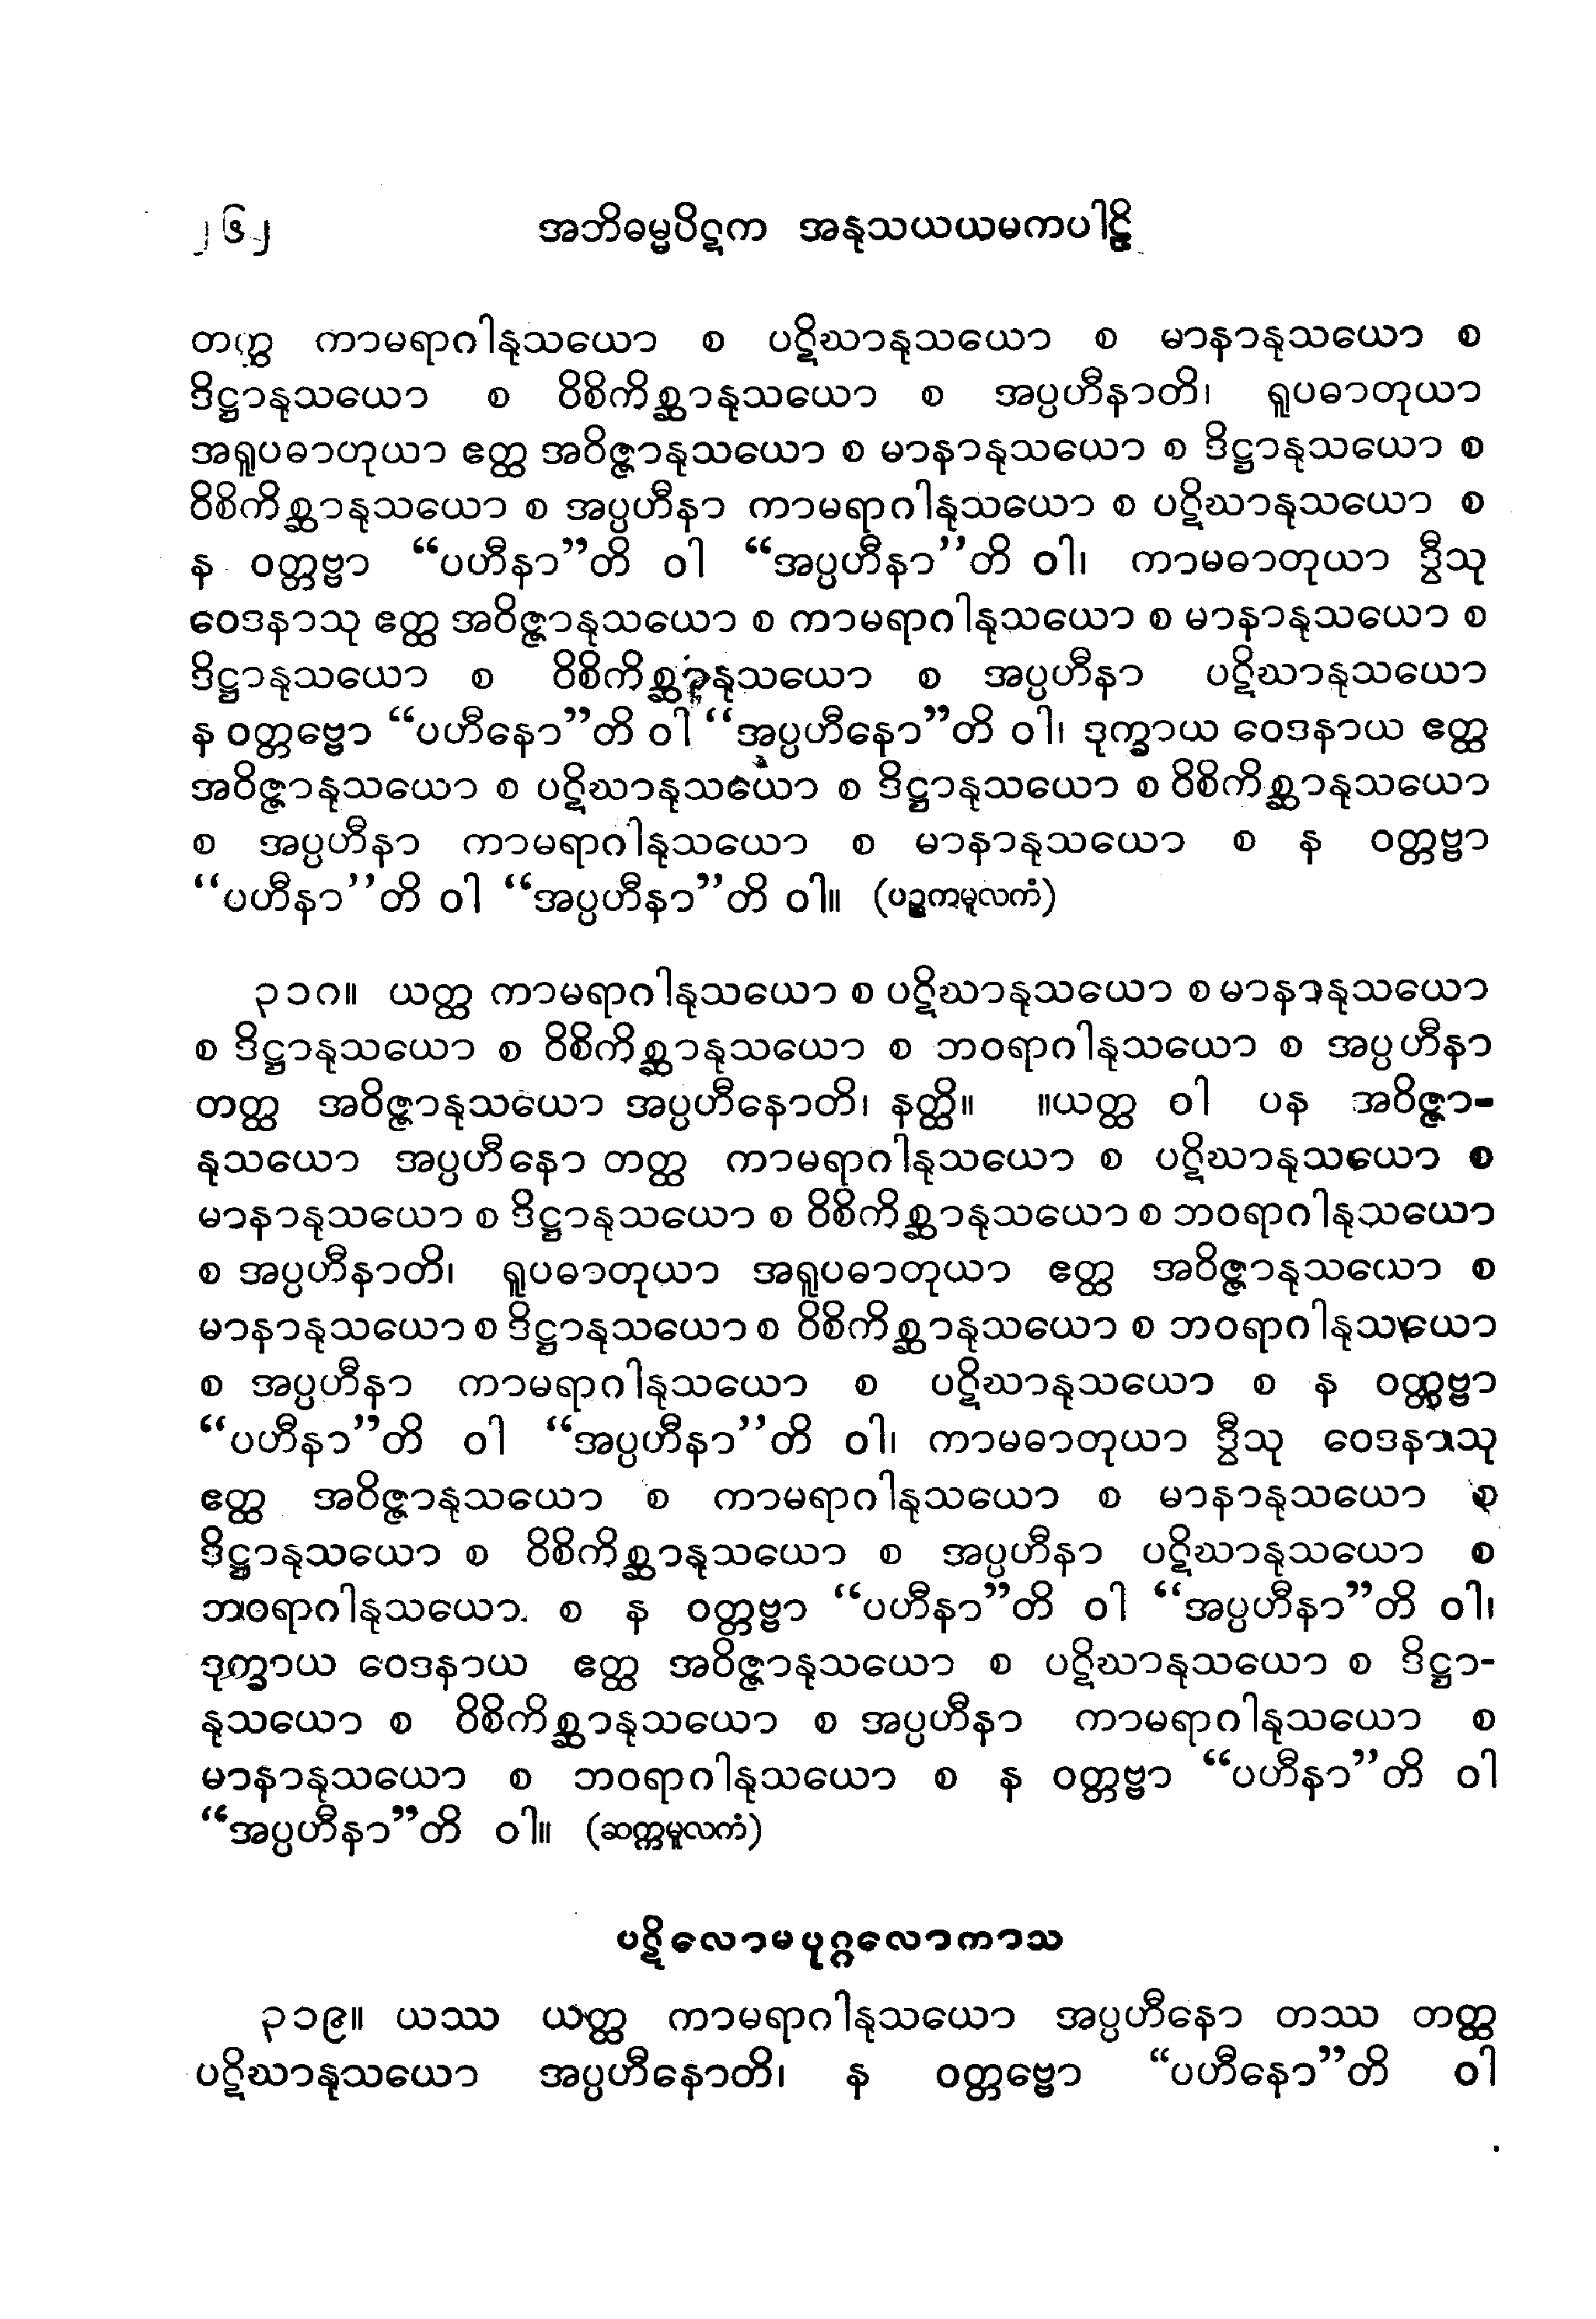 ၂၆၂ အဘိဓမ္မပိဋက အနုသယယမကပါဠိ
တတ္ထ ကာမရာဂါနုသယော စ ပဋိဃာနုသယော စ မာနာနုသယော စ
ဒိဋ္ဌာနုသယော စ ဝိစိကိစ္ဆာနုသယော စ အပ္ပဟီနာတိ၊ ရူပဓာတုယာ
အရူပဓာတုယာ ဧတ္ထ အဝိဇ္ဇာနုသယော စ မာနာနုသယော စ ဒိဋ္ဌာနုသယော စ
ဝိစိကိစ္ဆာနုသယော စ အပ္ပဟီနာ ကာမရာဂါနုသယော စ ပဋိဃာနုသယော စ
န ဝတ္တဗ္ဗာ “ပဟီနာ”တိ ဝါ “အပ္ပဟီနာ”တိ ဝါ၊ ကာမဓာတုယာ ဒွီသု
ဝေဒနာသု ဧတ္ထ အဝိဇ္ဇာနုသယော စ ကာမရာဂါနုသယော စ မာနာနုသယော စ
ဒိဋ္ဌာနုသယော စ ဝိစိကိစ္ဆာနုသယော စ အပ္ပဟီနာ ပဋိဃာနုသယော
န ဝတ္တဗ္ဗော “ပဟီနော”တိ ဝါ “အပ္ပဟီနော”တိ ဝါ၊ ဒုက္ခာယ ဝေဒနာယ ဧတ္ထ
အဝိဇ္ဇာနုသယော စ ပဋိဃာနုသယော စ ဒိဋ္ဌာနုသယော စ ဝိစိကိစ္ဆာနုသယော
စ အပ္ပဟီနာ ကာမရာဂါနုသယော စ မာနာနုသယော စ န ဝတ္တဗ္ဗာ
“ပဟီနာ”တိ ဝါ “အပ္ပဟီနာ”တိ ဝါ။ (ပဉ္စကမူလကံ)
၃၁၈။ ယတ္ထ ကာမရာဂါနုသယော စ ပဋိဃာနုသယော စ မာနာနုသယော
စ ဒိဋ္ဌာနုသယော စ ဝိစိကိစ္ဆာနုသယော စ ဘဝရာဂါနုသယော စ အပ္ပဟီနာ
တတ္ထ အဝိဇ္ဇာနုသယော အပ္ပဟီနောတိ၊ နတ္ထိ။ ။ယတ္ထ ဝါ ပန အဝိဇ္ဇာ-
နုသယော အပ္ပဟီနော တတ္ထ ကာမရာဂါနုသယော စ ပဋိဃာနုသယော စ
မာနာနုသယော စ ဒိဋ္ဌာနုသယော စ ဝိစိကိစ္ဆာနုသယော စ ဘဝရာဂါနုသယော
စ အပ္ပဟီနာတိ၊ ရူပဓာတုယာ အရူပဓာတုယာ ဧတ္ထ အဝိဇ္ဇာနုသယော စ
မာနာနုသယော စ ဒိဋ္ဌာနုသယော စ ဝိစိကိစ္ဆာနုသယော စ ဘဝရာဂါနုသယော
စ အပ္ပဟီနာ ကာမရာဂါနုသယော စ ပဋိဃာနုသယော စ န ဝတ္တဗ္ဗာ
“ပဟီနာ”တိ ဝါ “အပ္ပဟီနာ”တိ ဝါ၊ ကာမဓာတုယာ ဒွီသု ဝေဒနာသု
ဧတ္ထ အဝိဇ္ဇာနုသယော စ ကာမရာဂါနုသယော စ မာနာနုသယော စ
ဒိဋ္ဌာနုသယော စ ဝိစိကိစ္ဆာနုသယော စ အပ္ပဟီနာ ပဋိဃာနုသယော စ
ဘဝရာဂါနုသယော စ န ဝတ္တဗ္ဗာ “ပဟီနာ”တိ ဝါ “အပ္ပဟီနာ”တိ ဝါ၊
ဒုက္ခာယ ဝေဒနာယ ဧတ္ထ အဝိဇ္ဇာနုသယော စ ပဋိဃာနုသယော စ ဒိဋ္ဌာ-
နုသယော စ ဝိစိကိစ္ဆာနုသယော စ အပ္ပဟီနာ ကာမရာဂါနုသယော စ
မာနာနုသယော စ ဘဝရာဂါနုသယော စ န ဝတ္တဗ္ဗာ “ပဟီနာ”တိ ဝါ
“အပ္ပဟီနာ”တိ ဝါ။ (ဆက္ကမူလကံ)
ပဋိလောမပုဂ္ဂလောကာသ
၃၁၉။ ယဿ ယတ္ထ ကာမရာဂါနုသယော အပ္ပဟီနော တဿ တတ္ထ
ပဋိဃာနုသယော အပ္ပဟီနောတိ၊ န ဝတ္တဗ္ဗော “ပဟီနော”တိ ဝါ